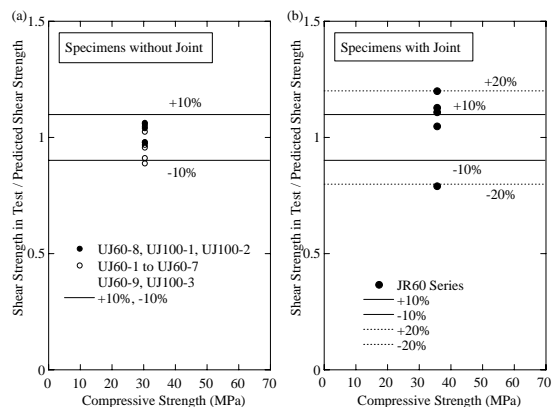 (a)
Specimens without Joint
+10%
-10%
UJ60-8, UJ100-1, UJ100-2
UJ60-1 to UJ60-7
UJ60-9, UJ100-3
+10%, -10%
1.5
1
0.5
0
0 10 20 30 40 50 60 70
Compressive Strength (MPa)
Shear Strength in Test / Predicted Shear Strength
(b)
Specimens with Joint
+20%
+10%
-10%
-20%
JR60 Series
+10%
-10%
+20%
-20%
1.5
1
0.5
0
0 10 20 30 40 50 60 70
Compressive Strength (MPa)
Shear Strength in Test / Predicted Shear Strength